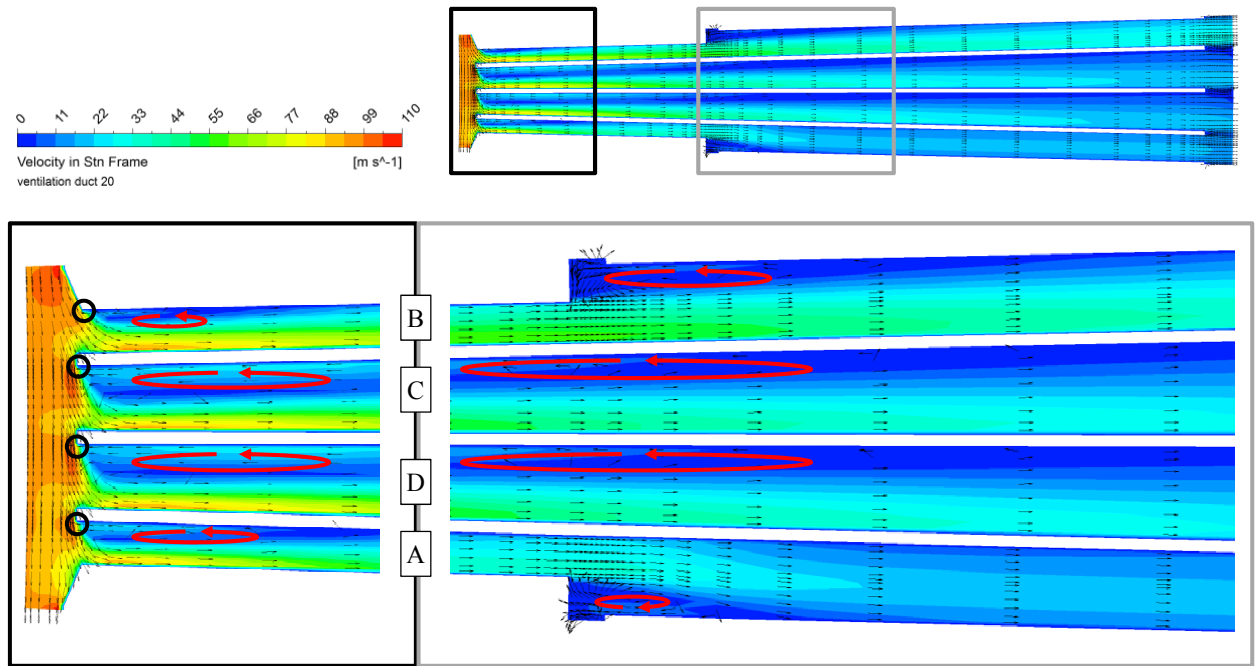 0 11 22 33 44 55 66 77 88 99 110
Velocity in Stn Frame [m s^-1]
ventilation duct 20
B
C
D
A